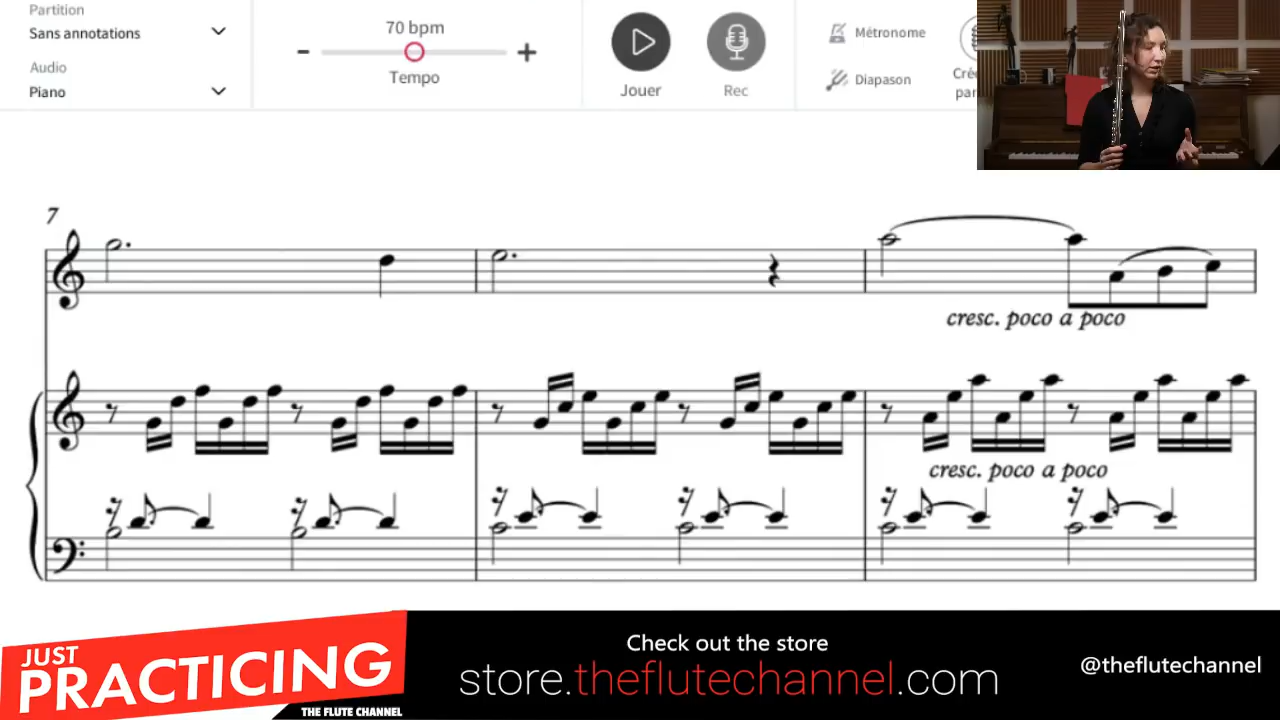 Partition
Sans annotations
Audio
Piano
70 bpm
Tempo
Jouer
Rec
Métronome
Diapason
7
cresc. poco a poco
cresc. poco a poco
JUST
PRACTICING
THE FLUTE CHANNEL
Check out the store
store.theflutechannel.com
@theflutechannel